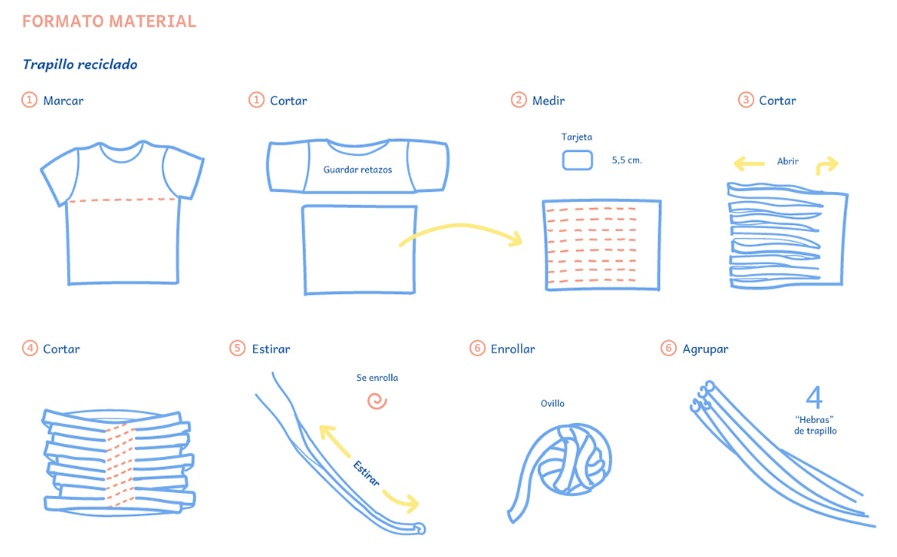 FORMATO MATERIAL
Trapillo reciclado
1 Marcar
1 Cortar
Guardar retazos
2 Medir
Tarjeta
5,5 cm.
3 Cortar
Abrir
4 Cortar
5 Estirar
Se enrolla
Estirar
6 Enrollar
Ovillo
6 Agrupar
4
"Hebras"
de trapillo